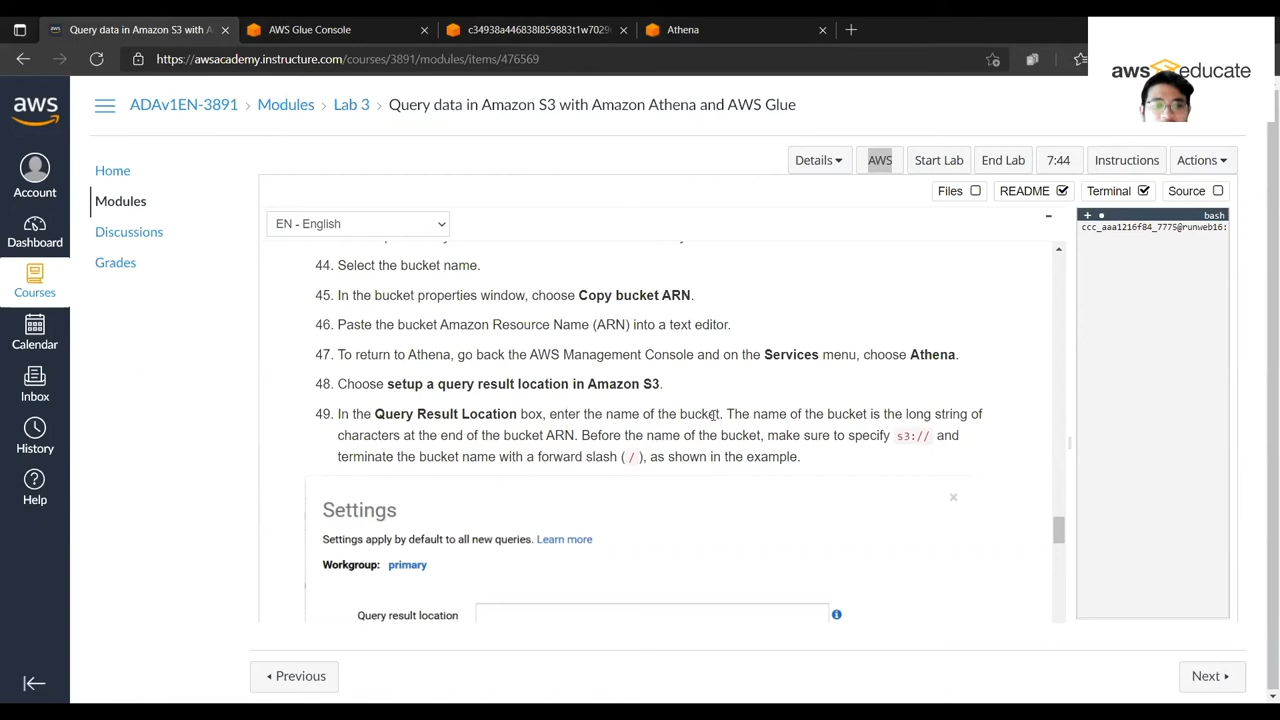 Query data in Amazon S3 with A
AWS Glue Console
c34938a446838l859883t1w7029
Athena
https://awsacademy.instructure.com/courses/3891/modules/items/476569
aws educate
aws
ADAv1EN-3891 > Modules > Lab 3 > Query data in Amazon S3 with Amazon Athena and AWS Glue
Account
Dashboard
Courses
Calendar
Inbox
History
Help
Home
Modules
Discussions
Grades
Details AWS Start Lab End Lab 7:44 Instructions Actions
Files README Terminal Source
EN - English
bash
ccc_aaa1216f84_7775@runweb16:
44. Select the bucket name.
45. In the bucket properties window, choose Copy bucket ARN.
46. Paste the bucket Amazon Resource Name (ARN) into a text editor.
47. To return to Athena, go back the AWS Management Console and on the Services menu, choose Athena.
48. Choose setup a query result location in Amazon S3.
49. In the Query Result Location box, enter the name of the bucket. The name of the bucket is the long string of
characters at the end of the bucket ARN. Before the name of the bucket, make sure to specify s3:// and
terminate the bucket name with a forward slash (/), as shown in the example.
Settings
Settings apply by default to all new queries. Learn more
Workgroup: primary
Query result location
Previous
Next